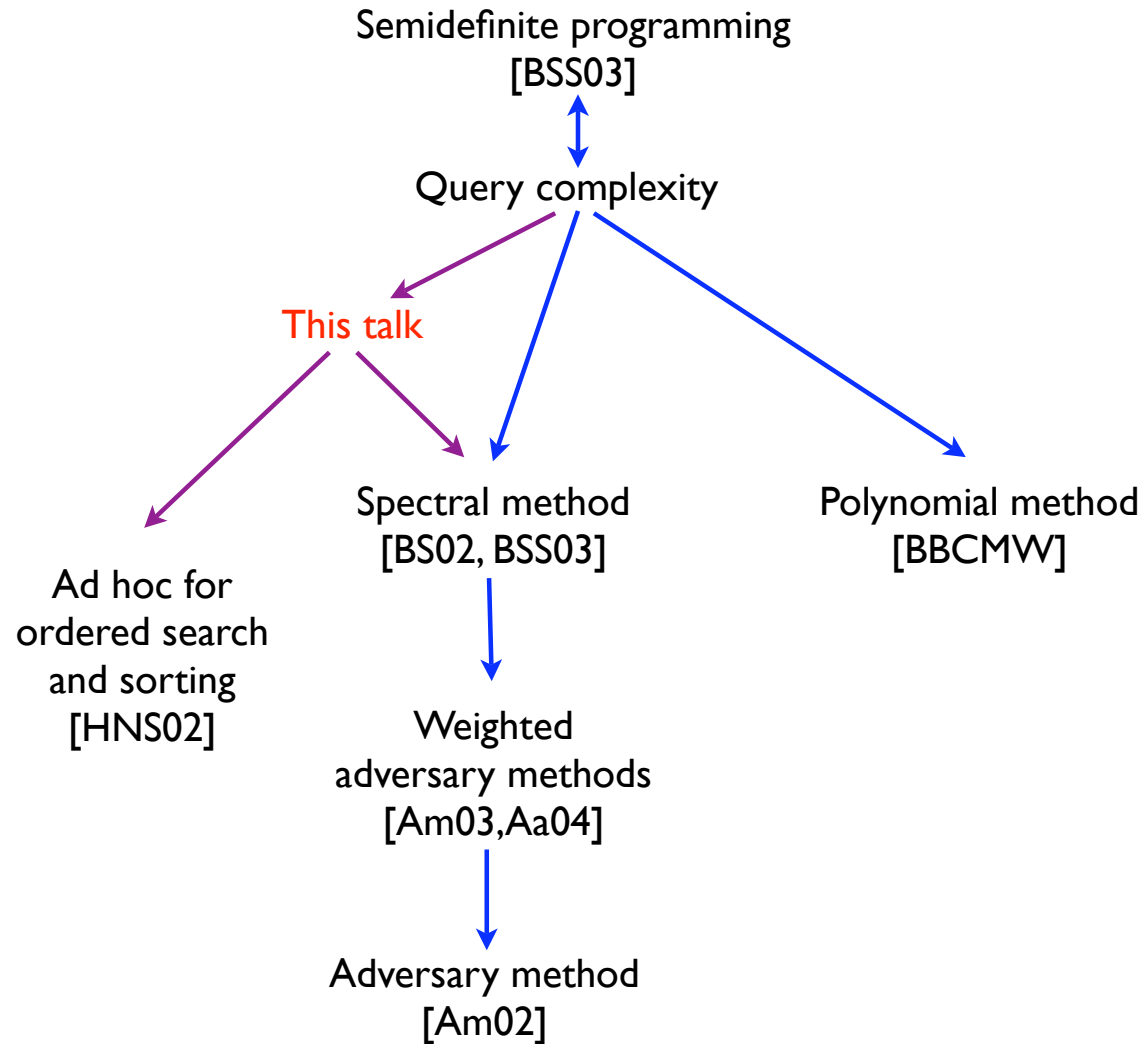 Semidefinite programming
[BSS03]
Query complexity
This talk
Spectral method
[BS02, BSS03]
Polynomial method
[BBCMW]
Ad hoc for
ordered search
and sorting
[HNS02]
Weighted
adversary methods
[Am03,Aa04]
Adversary method
[Am02]